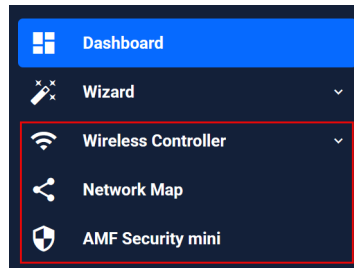 Dashboard
Wizard
Wireless Controller
Network Map
AMF Security mini